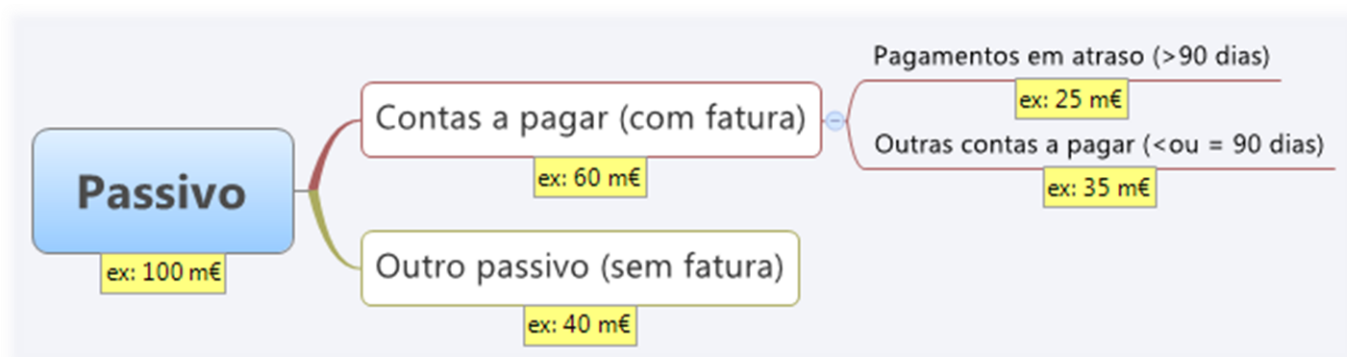 Passivo
ex: 100 m€
Contas a pagar (com fatura)
ex: 60 m€
Pagamentos em atraso (>90 dias)
ex: 25 m€
Outras contas a pagar (<ou = 90 dias)
ex: 35 m€
Outro passivo (sem fatura)
ex: 40 m€